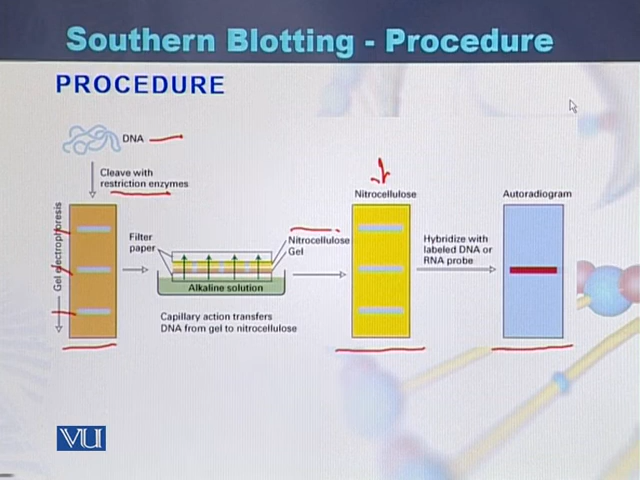 Southern Blotting - Procedure
PROCEDURE
DNA
Cleave with
restriction enzymes
Gel electrophoresis
Filter
paper
Nitrocellulose
Gel
Alkaline solution
Capillary action transfers
DNA from gel to nitrocellulose
Nitrocellulose
Hybridize with
labeled DNA or
RNA probe
Autoradiogram
VU